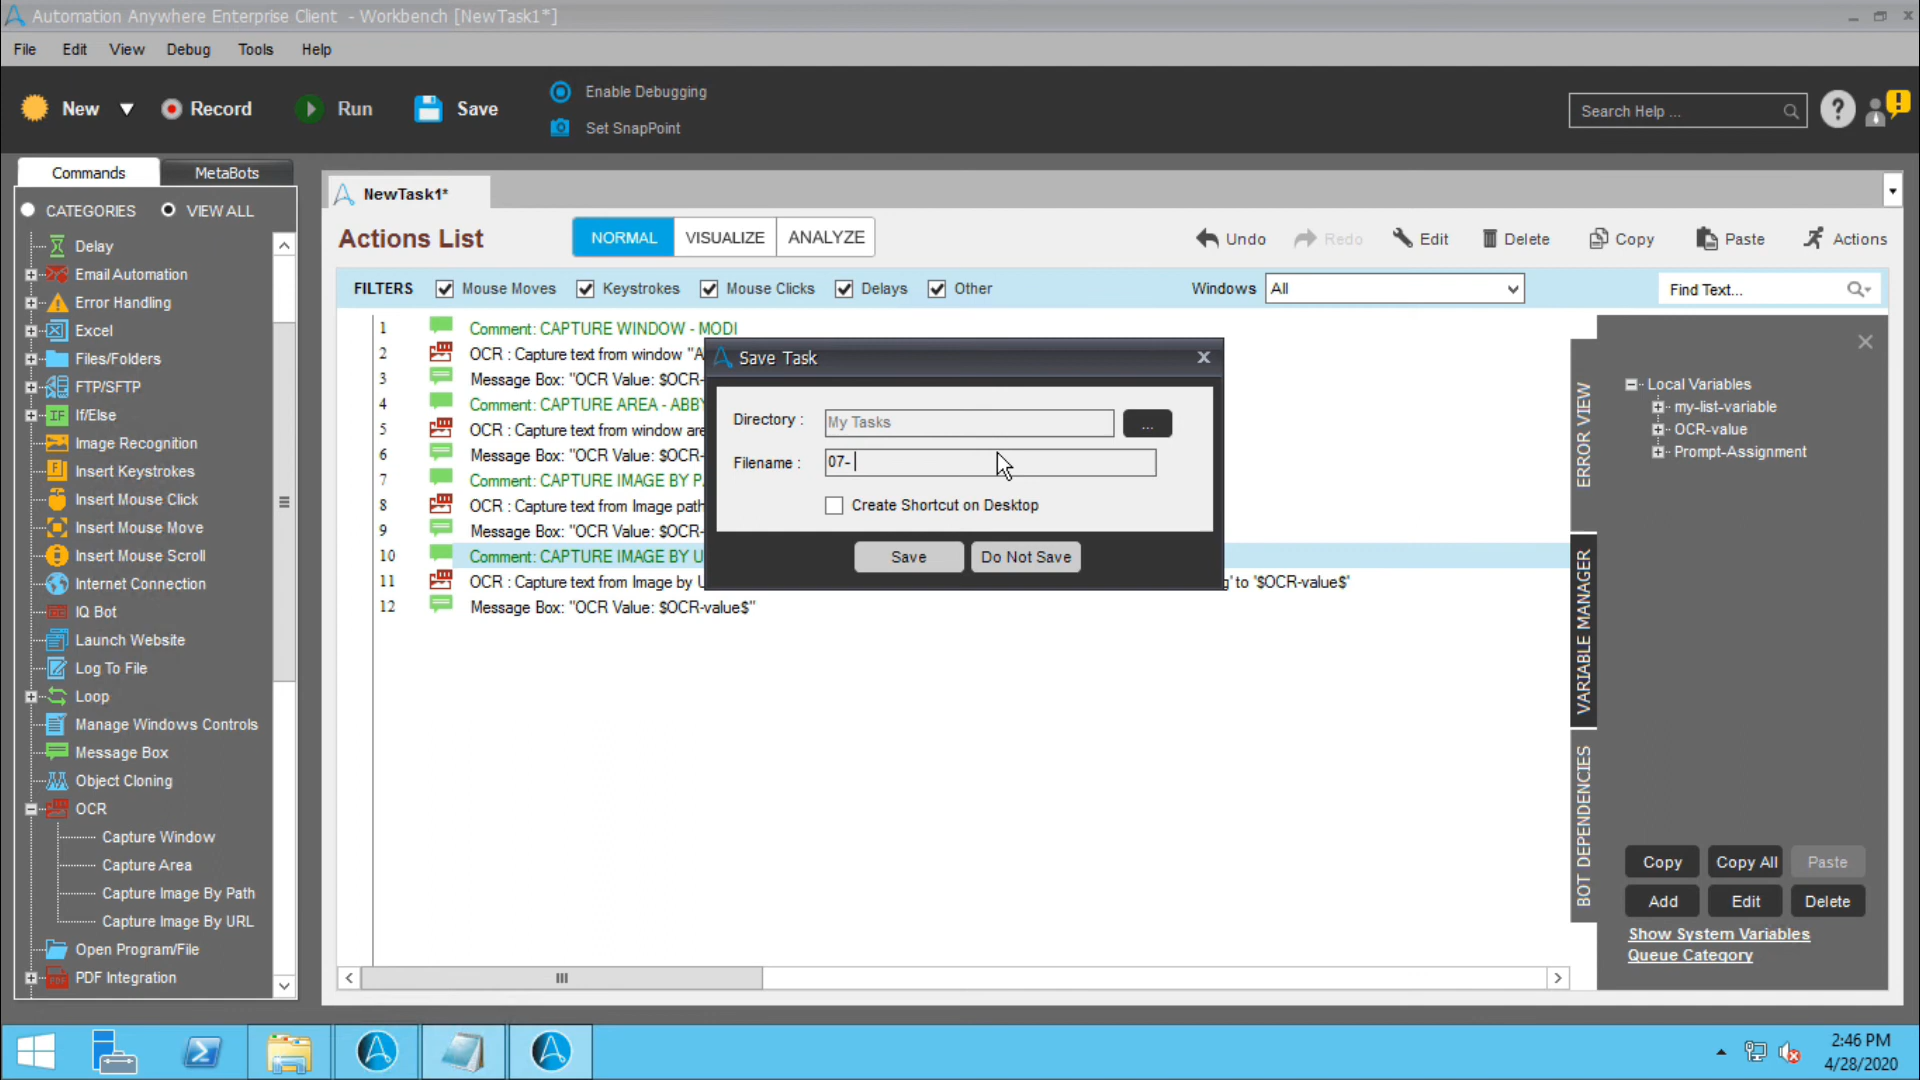 Automation Anywhere Enterprise Client - Workbench [NewTask1*]
File Edit View Debug Tools Help
New Record Run Save
Enable Debugging
Set SnapPoint
Search Help ...
Commands MetaBots
CATEGORIES VIEW ALL
Delay
Email Automation
Error Handling
Excel
Files/Folders
FTP/SFTP
If/Else
Image Recognition
Insert Keystrokes
Insert Mouse Click
Insert Mouse Move
Insert Mouse Scroll
Internet Connection
IQ Bot
Launch Website
Log To File
Loop
Manage Windows Controls
Message Box
Object Cloning
OCR
Capture Window
Capture Area
Capture Image By Path
Capture Image By URL
Open Program/File
PDF Integration
NewTask1*
Actions List
NORMAL VISUALIZE ANALYZE
Undo Redo Edit Delete Copy Paste Actions
FILTERS Mouse Moves Keystrokes Mouse Clicks Delays Other
Windows All
Find Text...
1 Comment: CAPTURE WINDOW - MODI
2 OCR : Capture text from window "A
3 Message Box: "OCR Value: $OCR-
4 Comment: CAPTURE AREA - ABBY
5 OCR : Capture text from window are
6 Message Box: "OCR Value: $OCR-
7 Comment: CAPTURE IMAGE BY PA
8 OCR : Capture text from Image path
9 Message Box: "OCR Value: $OCR-
10 Comment: CAPTURE IMAGE BY U
11 OCR : Capture text from Image by U g' to '$OCR-value$'
12 Message Box: "OCR Value: $OCR-value$"
Save Task
Directory : My Tasks ...
Filename : 07-
Create Shortcut on Desktop
Save Do Not Save
ERROR VIEW
VARIABLE MANAGER
BOT DEPENDENCIES
Local Variables
my-list-variable
OCR-value
Prompt-Assignment
Copy Copy All Paste
Add Edit Delete
Show System Variables
Queue Category
2:46 PM
4/28/2020